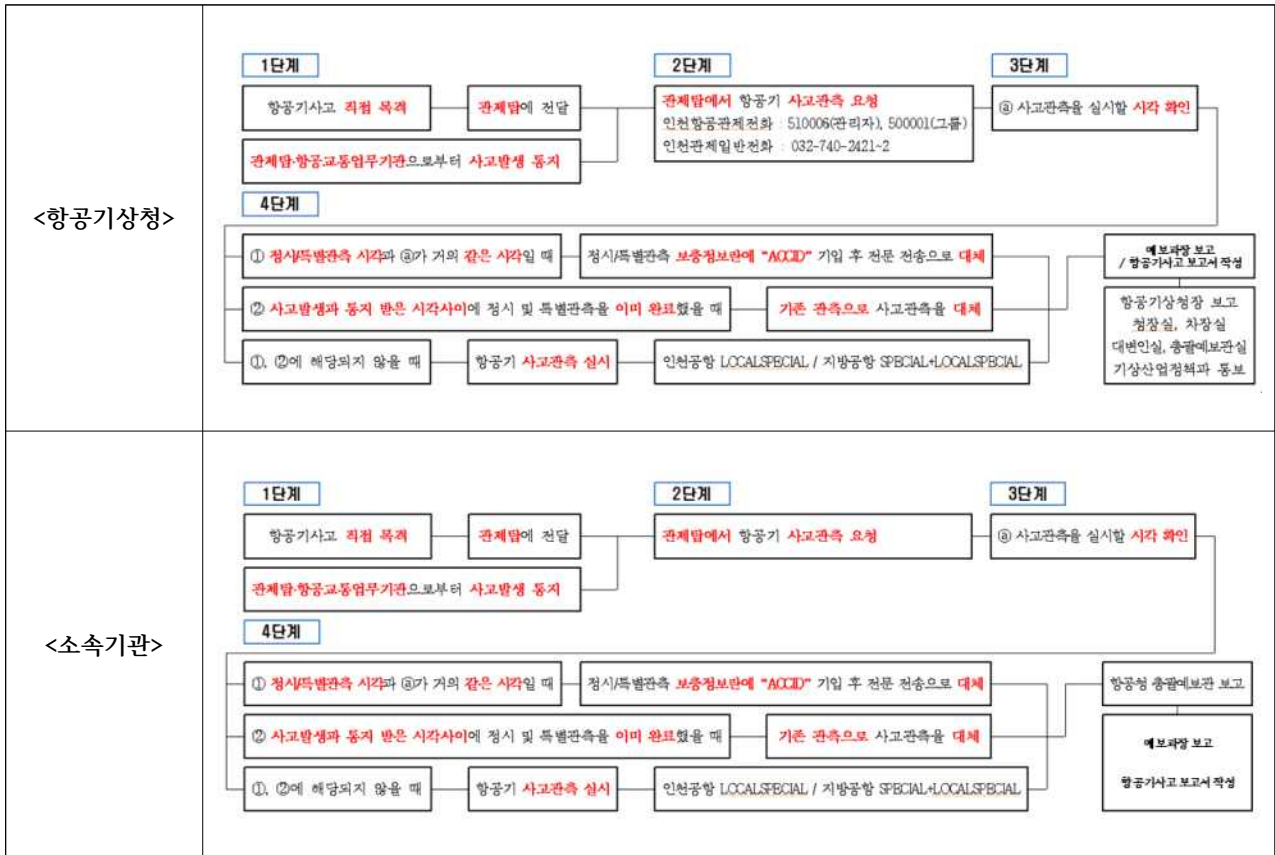 <항공기상청>
1단계
2단계
3단계
항공기사고 직접 목격
관제탑에 전달
관제탑에서 항공기 사고관측 요청
인천항공관제전화 : 510006(관리자), 500001(그룹)
인천관제일반전화 : 032-740-2421~2
ⓐ 사고관측을 실시할 시각 확인
관제탑·항공교통업무기관으로부터 사고발생 통지
4단계
① 정시/특별관측 시각과 ⓐ가 거의 같은 시각일 때
정시/특별관측 보충정보란에 "ACCID" 기입 후 전문 전송으로 대체
예보과장 보고
/ 항공기사고 보고서 작성
② 사고발생과 통지 받은 시각사이에 정시 및 특별관측을 이미 완료했을 때
기존 관측으로 사고관측을 대체
항공기상청장 보고
청장실, 차장실
대변인실, 총괄예보관실
기상산업정책과 통보
①, ②에 해당되지 않을 때
항공기 사고관측 실시
인천공항 LOCALSPECIAL / 지방공항 SPECIAL+LOCALSPECIAL
<소속기관>
1단계
2단계
3단계
항공기사고 직접 목격
관제탑에 전달
관제탑에서 항공기 사고관측 요청
ⓐ 사고관측을 실시할 시각 확인
관제탑·항공교통업무기관으로부터 사고발생 통지
4단계
① 정시/특별관측 시각과 ⓐ가 거의 같은 시각일 때
정시/특별관측 보충정보란에 "ACCID" 기입 후 전문 전송으로 대체
항공청 총괄예보관 보고
② 사고발생과 통지 받은 시각사이에 정시 및 특별관측을 이미 완료했을 때
기존 관측으로 사고관측을 대체
예보과장 보고
항공기사고 보고서 작성
①, ②에 해당되지 않을 때
항공기 사고관측 실시
인천공항 LOCALSPECIAL / 지방공항 SPECIAL+LOCALSPECIAL